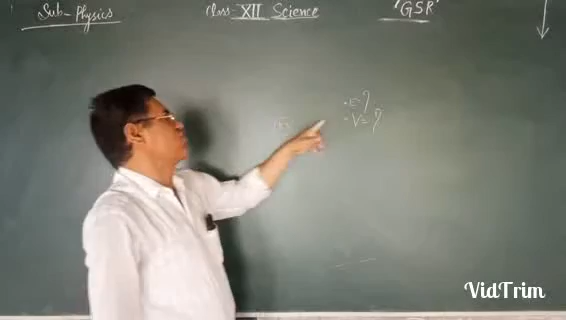 Sub-Physics
Class XII Science
'GSR'
E = ?
V = ?
VidTrim